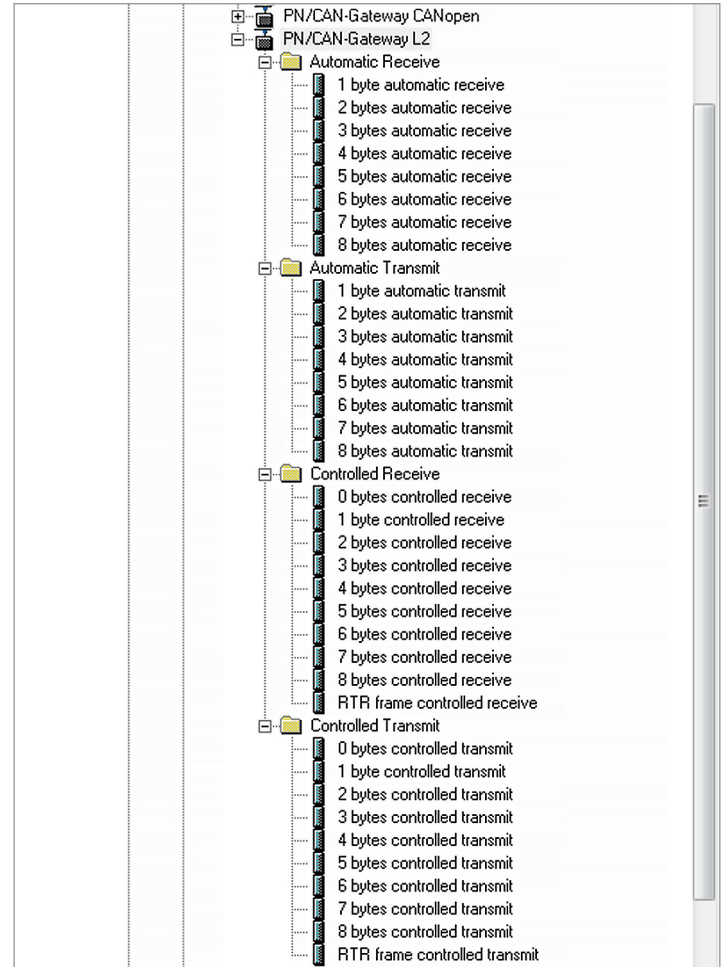 PN/CAN-Gateway CANopen
PN/CAN-Gateway L2
Automatic Receive
1 byte automatic receive
2 bytes automatic receive
3 bytes automatic receive
4 bytes automatic receive
5 bytes automatic receive
6 bytes automatic receive
7 bytes automatic receive
8 bytes automatic receive
Automatic Transmit
1 byte automatic transmit
2 bytes automatic transmit
3 bytes automatic transmit
4 bytes automatic transmit
5 bytes automatic transmit
6 bytes automatic transmit
7 bytes automatic transmit
8 bytes automatic transmit
Controlled Receive
0 bytes controlled receive
1 byte controlled receive
2 bytes controlled receive
3 bytes controlled receive
4 bytes controlled receive
5 bytes controlled receive
6 bytes controlled receive
7 bytes controlled receive
8 bytes controlled receive
RTR frame controlled receive
Controlled Transmit
0 bytes controlled transmit
1 byte controlled transmit
2 bytes controlled transmit
3 bytes controlled transmit
4 bytes controlled transmit
5 bytes controlled transmit
6 bytes controlled transmit
7 bytes controlled transmit
8 bytes controlled transmit
RTR frame controlled transmit